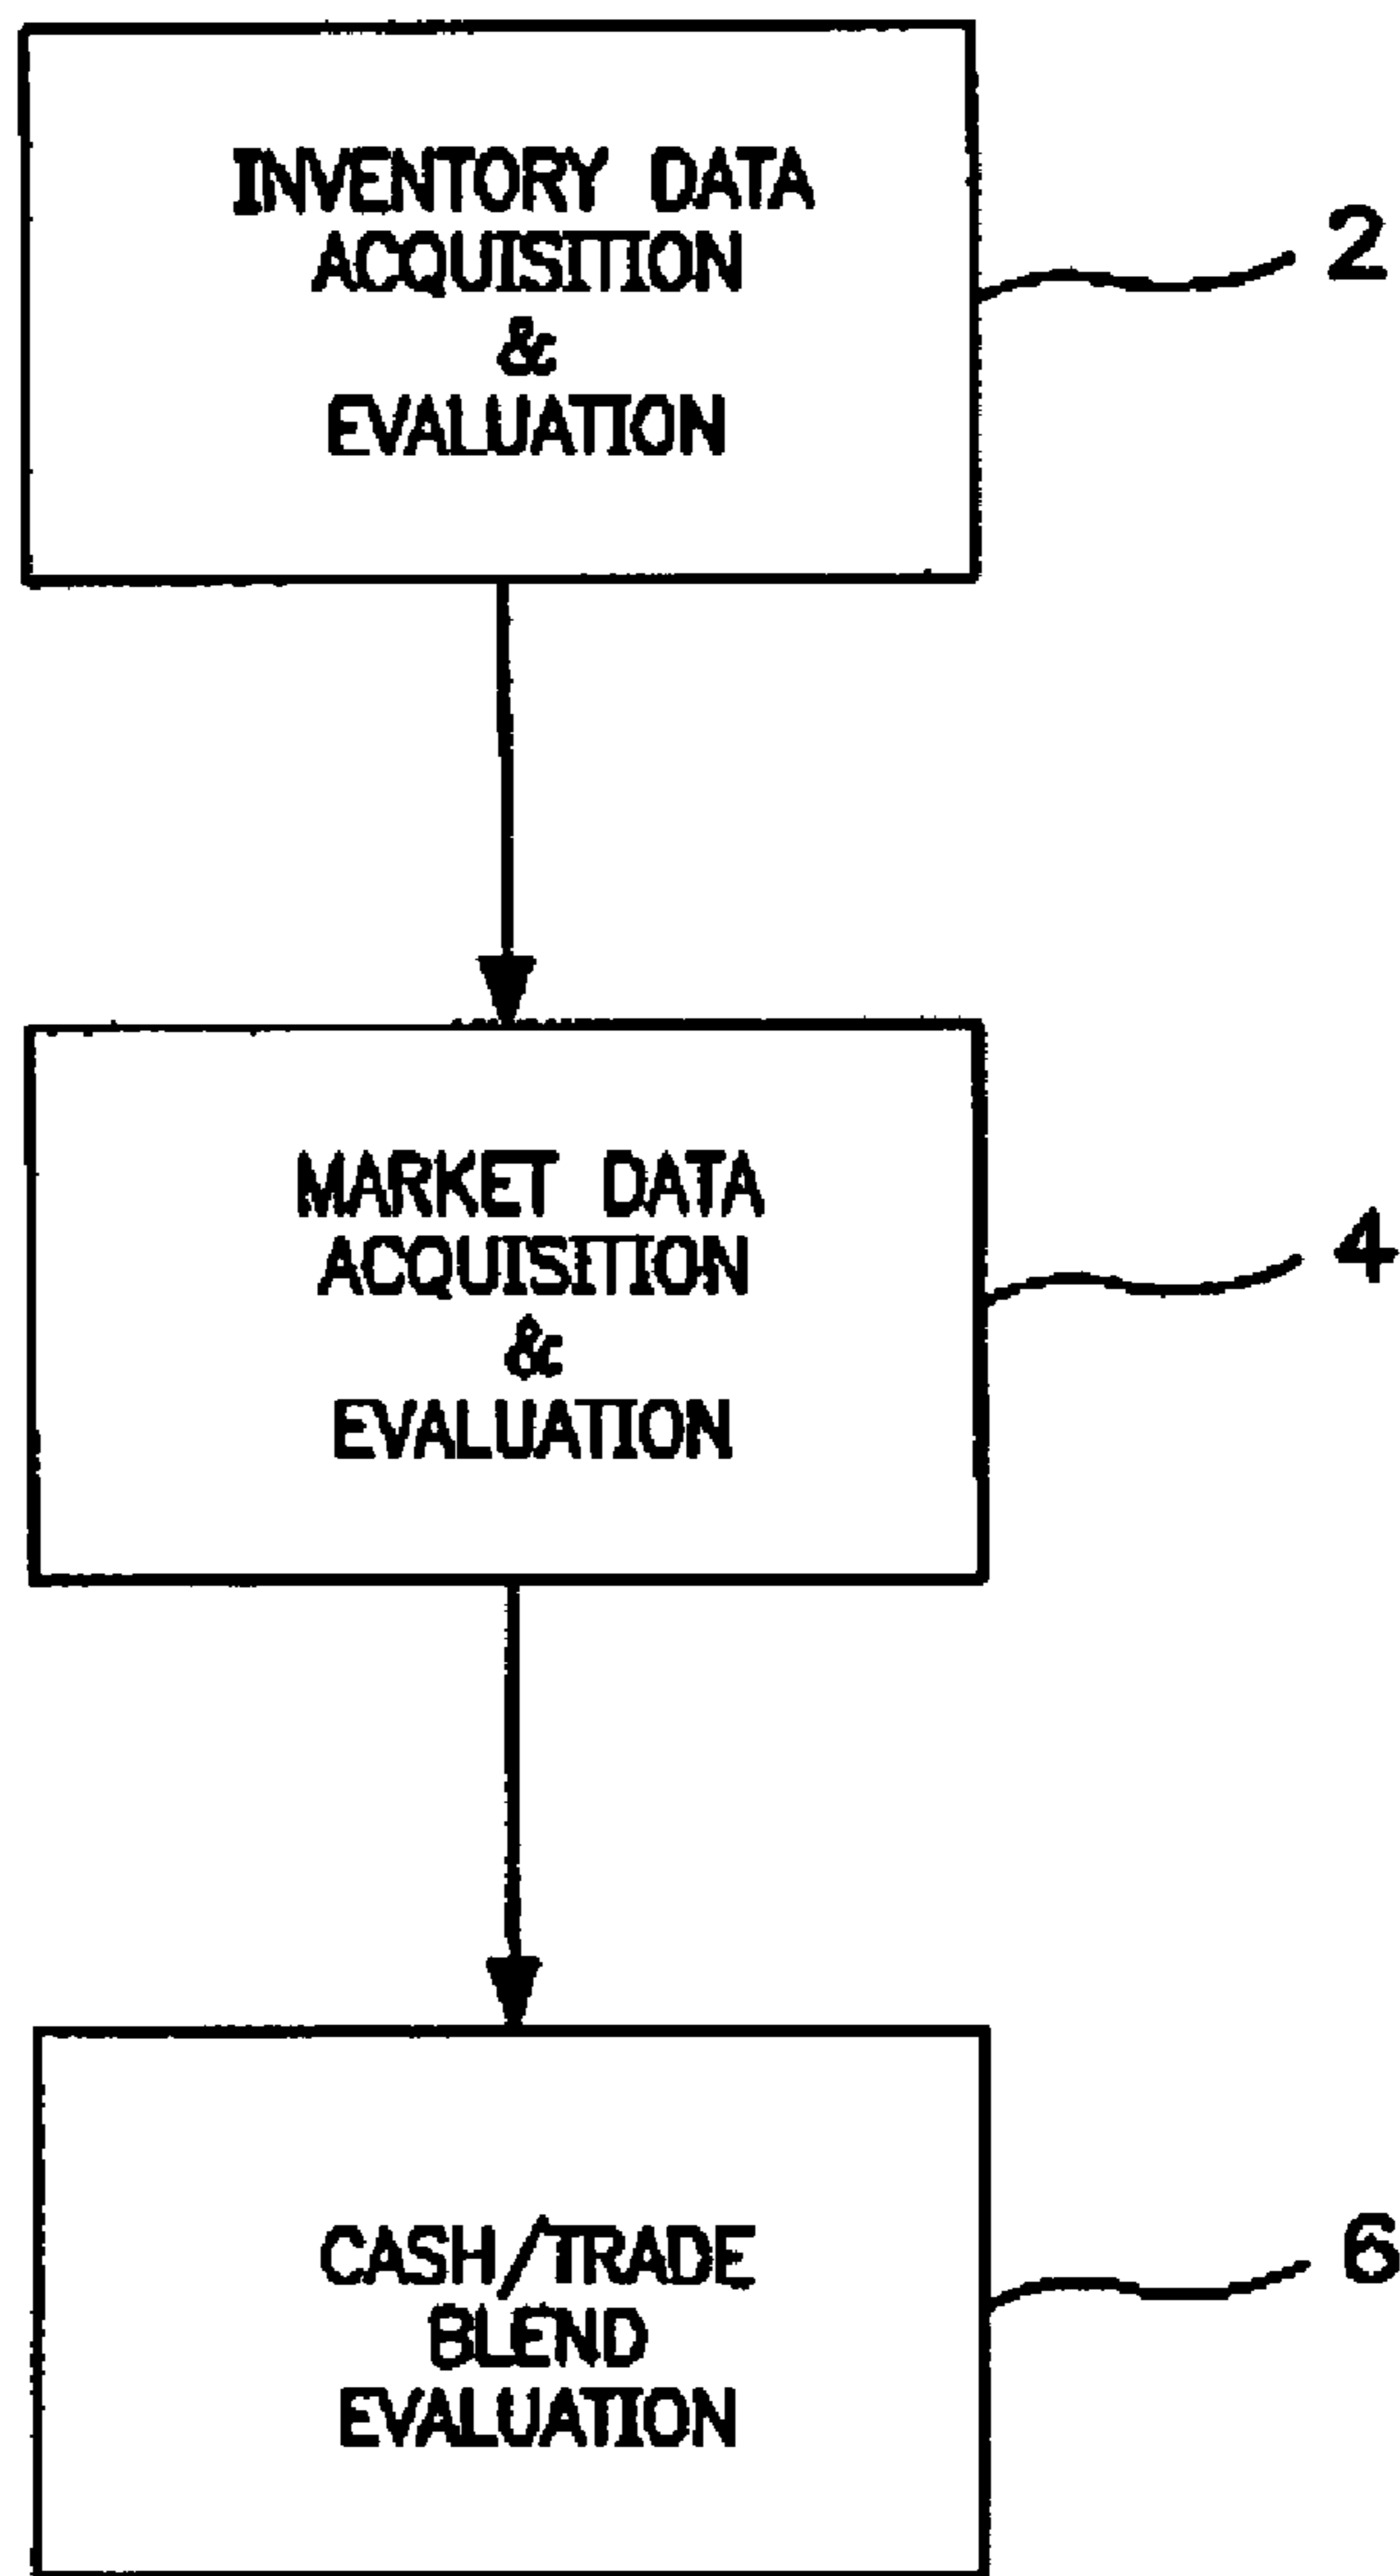 INVENTORY DATA
ACQUISITION
&
EVALUATION
2
MARKET DATA
ACQUISITION
&
EVALUATION
4
CASH/TRADE
BLEND
EVALUATION
6